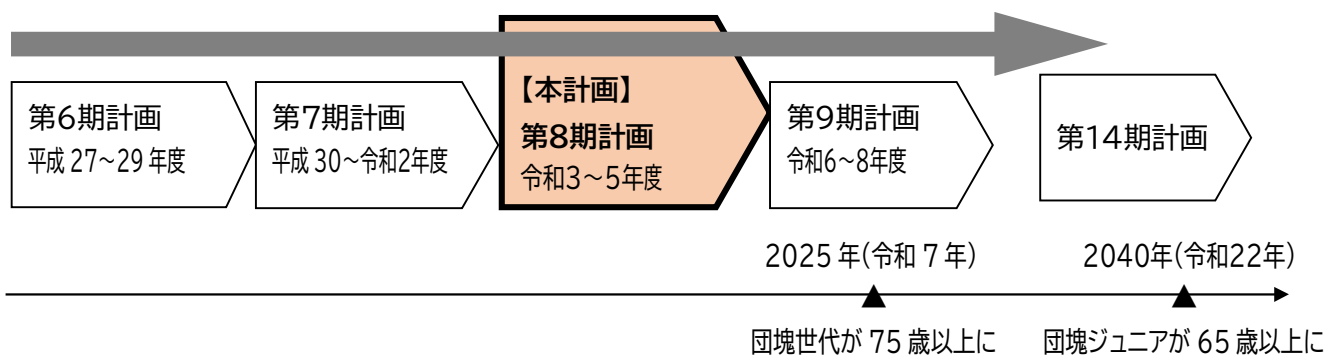 第6期計画
平成 27～29 年度
第7期計画
平成 30～令和2年度
【本計画】
第8期計画
令和3～5年度
第9期計画
令和6～8年度
第14期計画
2025 年(令和 7 年)
2040年(令和22年)
団塊世代が 75 歳以上に
団塊ジュニアが 65 歳以上に